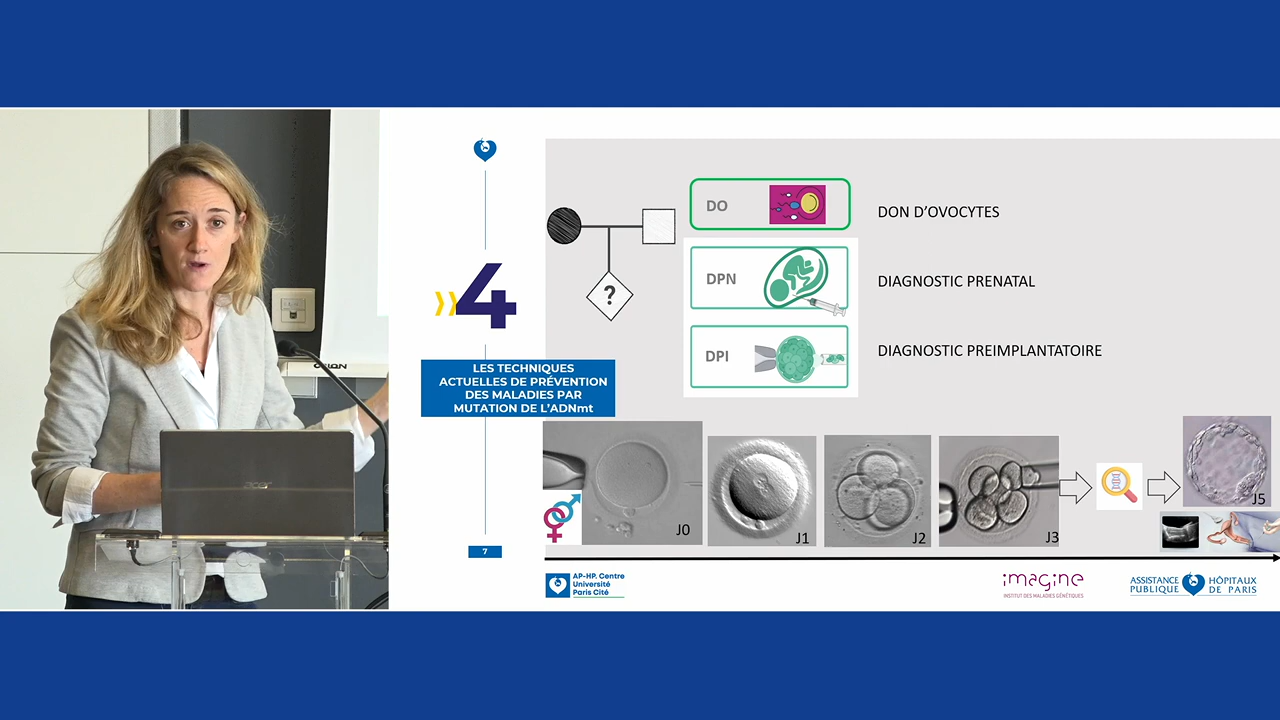 4
LES TECHNIQUES
ACTUELLES DE PRÉVENTION
DES MALADIES PAR
MUTATION DE L'ADNmt
7
?
DO
DON D'OVOCYTES
DPN
DIAGNOSTIC PRENATAL
DPI
DIAGNOSTIC PREIMPLANTATOIRE
J0
J1
J2
J3
J5
AP-HP. Centre
Université
Paris Cité
imagine
INSTITUT DES MALADIES GÉNÉTIQUES
ASSISTANCE
PUBLIQUE
HÔPITAUX
DE PARIS
ORION
acer